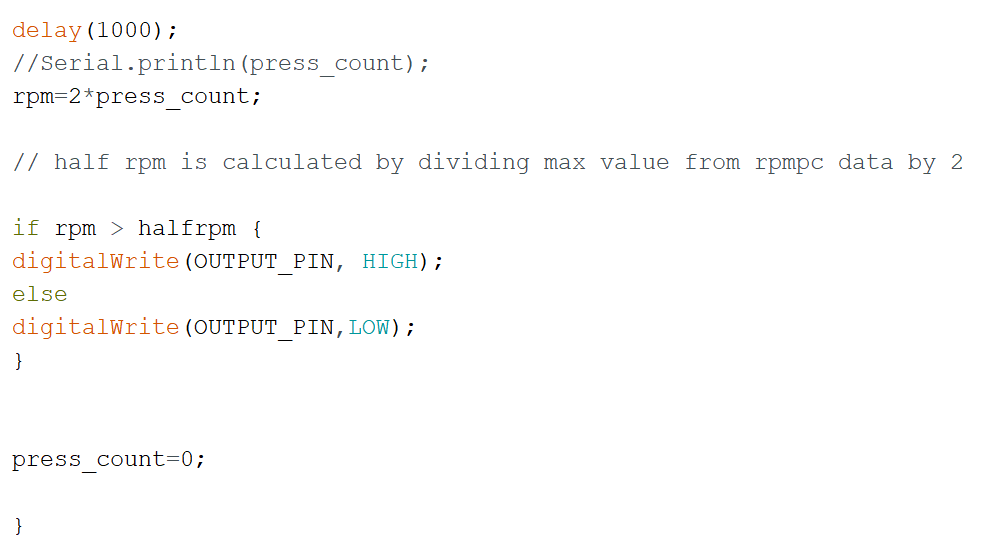 delay(1000);
//Serial.println(press_count);
rpm=2*press_count;
// half rpm is calculated by dividing max value from rpmpc data by 2
if rpm > halfrpm {
digitalWrite(OUTPUT_PIN, HIGH);
else
digitalWrite(OUTPUT_PIN,LOW);
}
press_count=0;
}